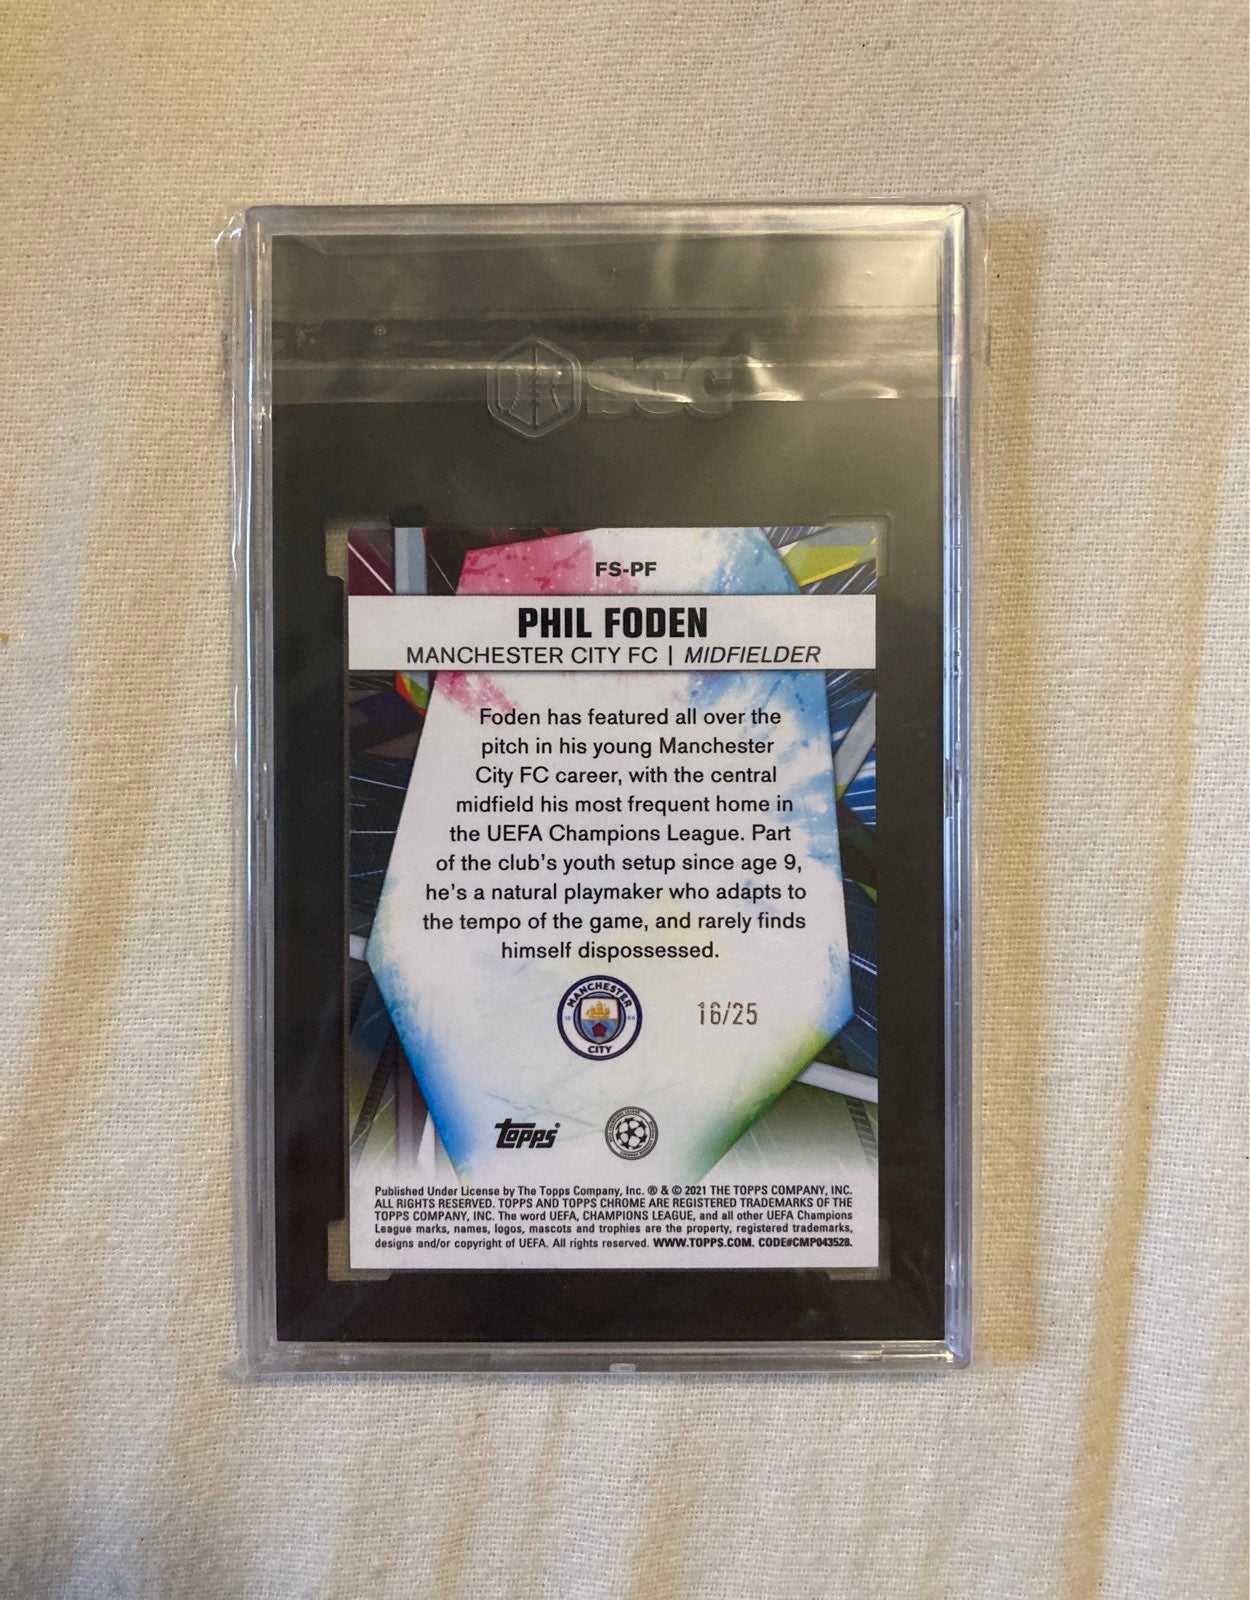 SGC
FS-PF
PHIL FODEN
MANCHESTER CITY FC | MIDFIELDER
Foden has featured all over the
pitch in his young Manchester
City FC career, with the central
midfield his most frequent home in
the UEFA Champions League. Part
of the club's youth setup since age 9,
he's a natural playmaker who adapts to
the tempo of the game, and rarely finds
himself dispossessed.
MANCHESTER
18 94
CITY
16/25
topps®
Published Under License by The Topps Company, Inc. ® & © 2021 THE TOPPS COMPANY, INC.
ALL RIGHTS RESERVED. TOPPS AND TOPPS CHROME ARE REGISTERED TRADEMARKS OF THE
TOPPS COMPANY, INC. The word UEFA, CHAMPIONS LEAGUE, and all other UEFA Champions
League marks, names, logos, mascots and trophies are the property, registered trademarks,
designs and/or copyright of UEFA. All rights reserved. WWW.TOPPS.COM. CODE#CMP043528.